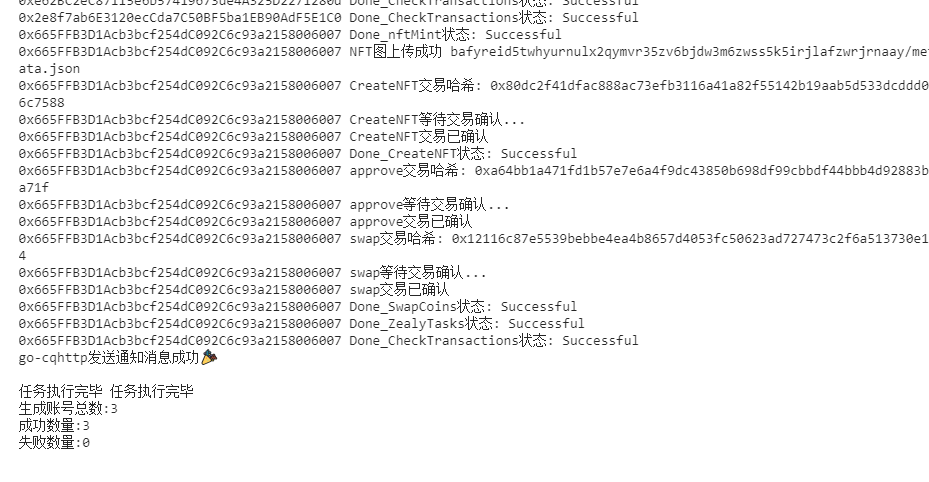 Done_CheckTransactions状态: Successful
0x2e8f7ab6E3120ecCda7C50BF5ba1EB90AdF5E1C0 Done_CheckTransactions状态: Successful
0x665FFB3D1Acb3bcf254dC092C6c93a2158006007 Done_nftMint状态: Successful
0x665FFB3D1Acb3bcf254dC092C6c93a2158006007 NFT图上传成功 bafyreid5twhyurnulx2qymvr35zv6bjdw3m6zwss5k5irjlafzwrjrnaay/met
ata.json
0x665FFB3D1Acb3bcf254dC092C6c93a2158006007 CreateNFT交易哈希: 0x80dc2f41dfac888ac73efb3116a41a82f55142b19aab5d533dcddd0
6c7588
0x665FFB3D1Acb3bcf254dC092C6c93a2158006007 CreateNFT等待交易确认...
0x665FFB3D1Acb3bcf254dC092C6c93a2158006007 CreateNFT交易已确认
0x665FFB3D1Acb3bcf254dC092C6c93a2158006007 Done_CreateNFT状态: Successful
0x665FFB3D1Acb3bcf254dC092C6c93a2158006007 approve交易哈希: 0xa64bb1a471fd1b57e7e6a4f9dc43850b698df99cbbdf44bbb4d92883b
a71f
0x665FFB3D1Acb3bcf254dC092C6c93a2158006007 approve等待交易确认...
0x665FFB3D1Acb3bcf254dC092C6c93a2158006007 approve交易已确认
0x665FFB3D1Acb3bcf254dC092C6c93a2158006007 swap交易哈希: 0x12116c87e5539bebbe4ea4b8657d4053fc50623ad727473c2f6a513730e1
4
0x665FFB3D1Acb3bcf254dC092C6c93a2158006007 swap等待交易确认...
0x665FFB3D1Acb3bcf254dC092C6c93a2158006007 swap交易已确认
0x665FFB3D1Acb3bcf254dC092C6c93a2158006007 Done_SwapCoins状态: Successful
0x665FFB3D1Acb3bcf254dC092C6c93a2158006007 Done_ZealyTasks状态: Successful
0x665FFB3D1Acb3bcf254dC092C6c93a2158006007 Done_CheckTransactions状态: Successful
go-cqhttp发送通知消息成功🎉
任务执行完毕 任务执行完毕
生成账号总数:3
成功数量:3
失败数量:0